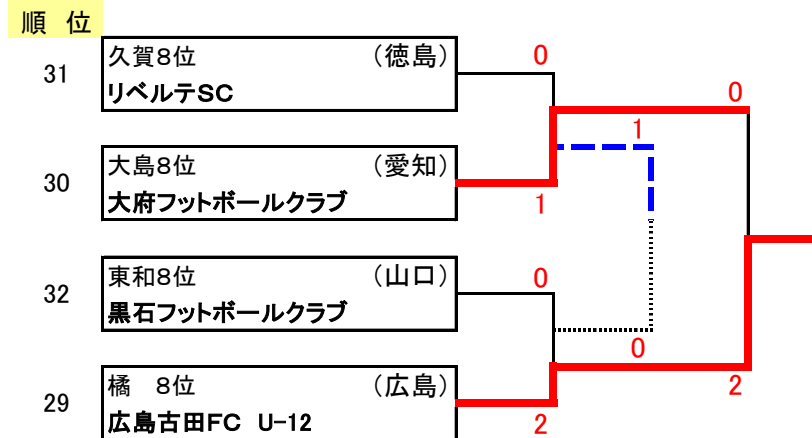 順 位
31
久賀8位 (徳島)
リベルテSC
0
0
1
30
大島8位 (愛知)
大府フットボールクラブ
1
32
東和8位 (山口)
黒石フットボールクラブ
0
0
29
橘 8位 (広島)
広島古田FC U-12
2
2